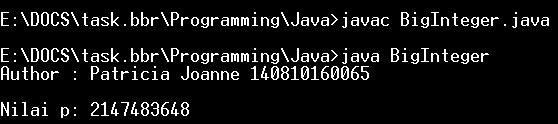 E:\DOCS\task.bbr\Programming\Java>javac BigInteger.java
E:\DOCS\task.bbr\Programming\Java>java BigInteger
Author : Patricia Joanne 140810160065
Nilai p: 2147483648